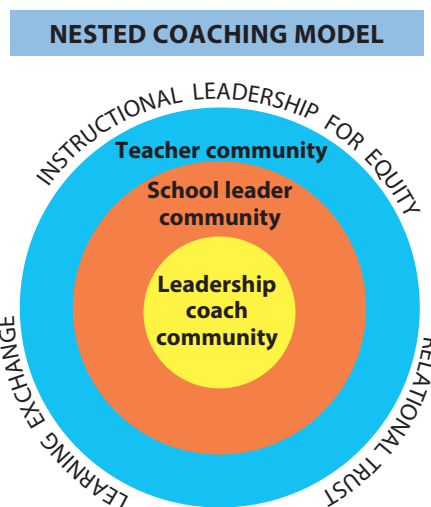 NESTED COACHING MODEL
INSTRUCTIONAL LEADERSHIP FOR EQUITY
Teacher community
School leader
community
Leadership
coach
community
LEARNING EXCHANGE
RELATIONAL TRUST